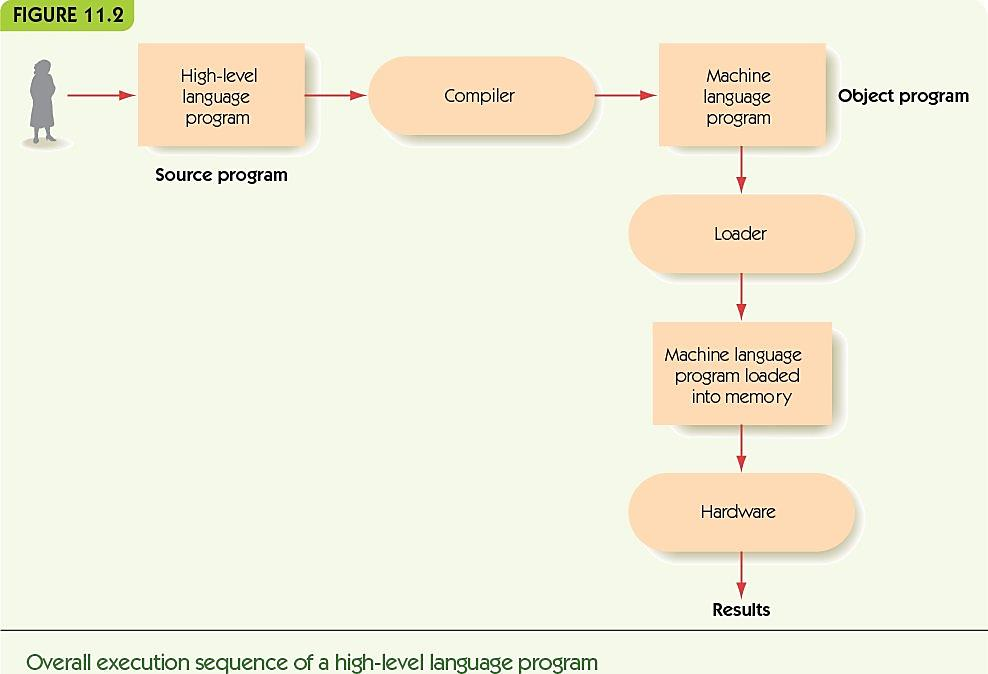 FIGURE 11.2
High-level
language
program
Source program
Compiler
Machine
language
program
Object program
Loader
Machine language
program loaded
into memory
Hardware
Results
Overall execution sequence of a high-level language program